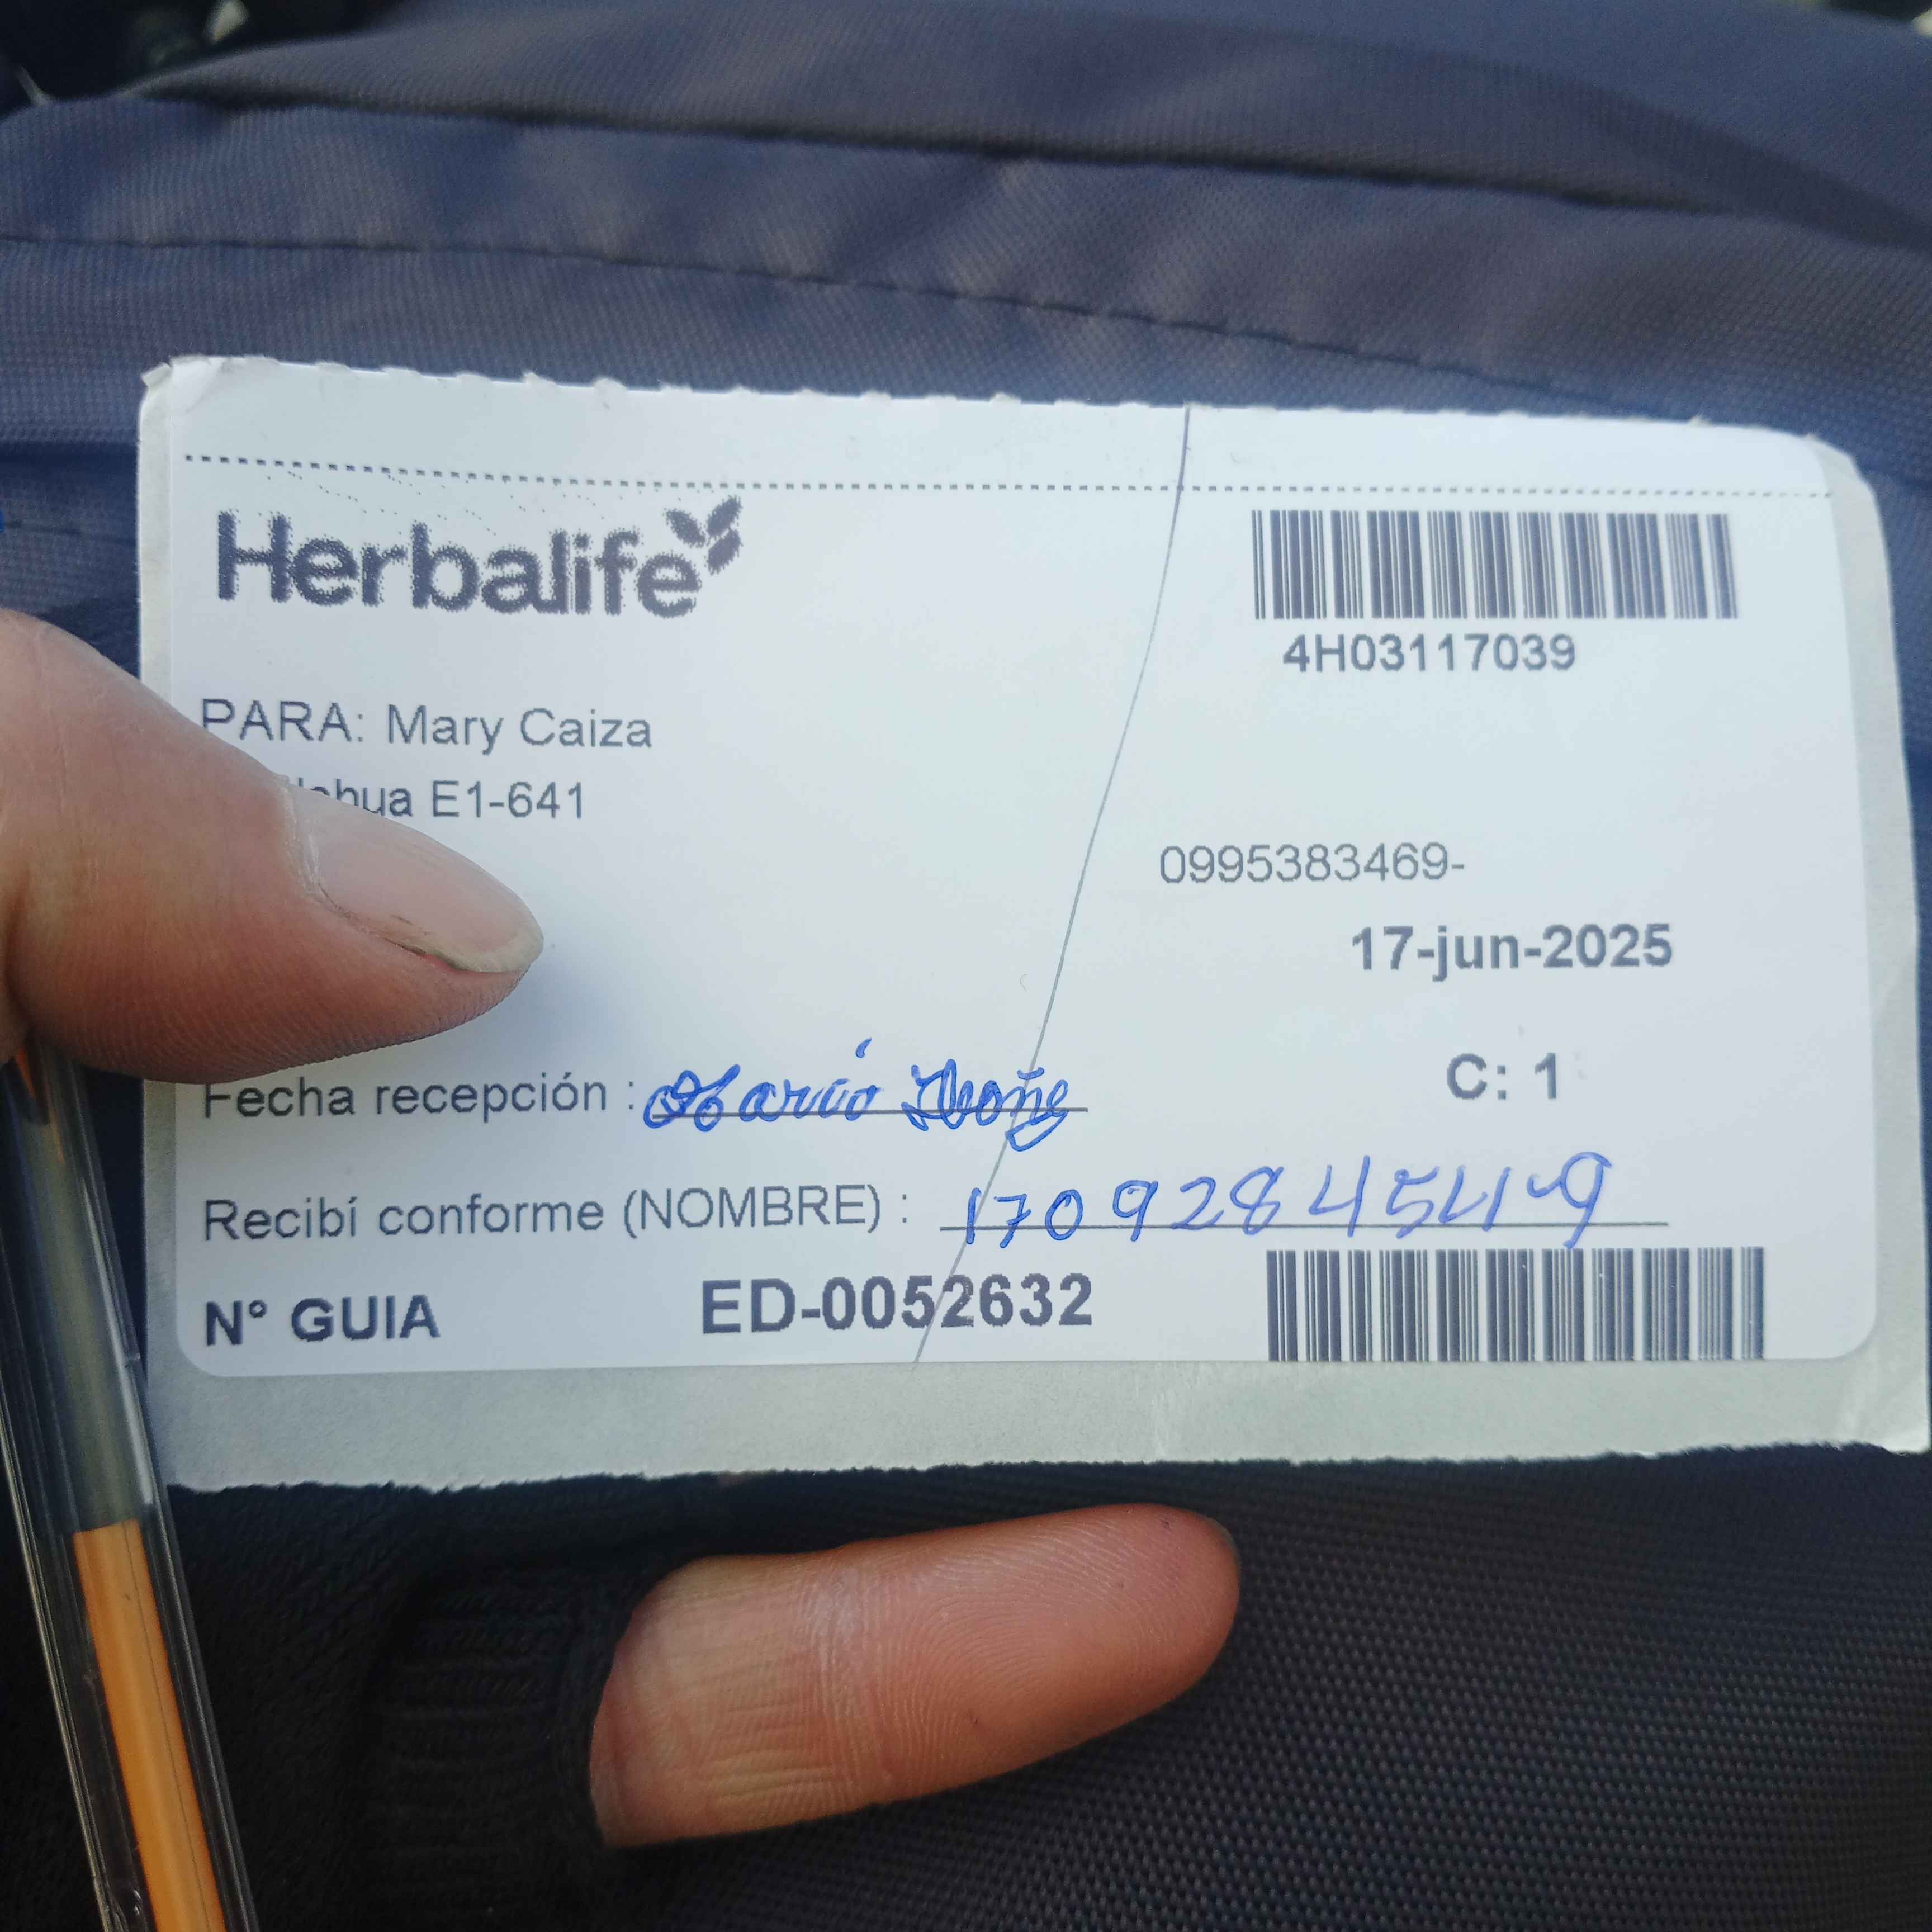 Herbalife
4H03117039
PARA: Mary Caiza
E1-641
0995383469-
17-jun-2025
C: 1
Fecha recepción : Mario
Recibí conforme (NOMBRE) : 1709284549
N° GUIA ED-0052632